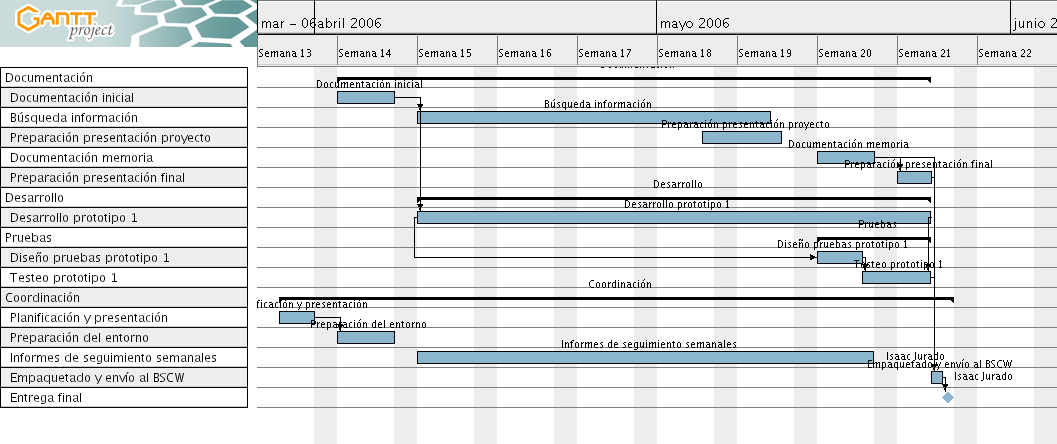 GANTT
project
mar – 06 abril 2006 mayo 2006 junio 2
Semana 13 Semana 14 Semana 15 Semana 16 Semana 17 Semana 18 Semana 19 Semana 20 Semana 21 Semana 22
Documentación
Documentación inicial Documentación inicial
Búsqueda información Búsqueda información
Preparación presentación proyecto Preparación presentación proyecto
Documentación memoria Documentación memoria
Preparación presentación final Preparación presentación final
Desarrollo Desarrollo
Desarrollo prototipo 1 Desarrollo prototipo 1
Pruebas Pruebas
Diseño pruebas prototipo 1 Diseño pruebas prototipo 1
Testeo prototipo 1 Testeo prototipo 1
Coordinación Coordinación
Planificación y presentación ficación y presentación
Preparación del entorno Preparación del entorno
Informes de seguimiento semanales Informes de seguimiento semanales Isaac Jurado
Empaquetado y envío al BSCW Empaquetado y envío al BSCW Isaac Jurado
Entrega final